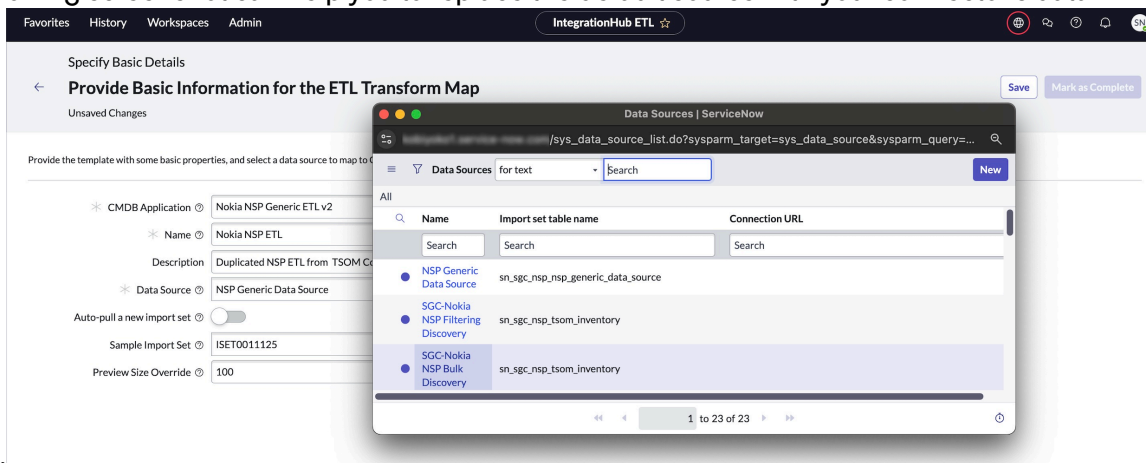 Favorites History Workspaces Admin IntegrationHub ETL
SN
Specify Basic Details
Provide Basic Information for the ETL Transform Map
Unsaved Changes
Save
Mark as Complete
Provide the template with some basic properties, and select a data source to map to
CMDB Application
Nokia NSP Generic ETL v2
Name
Nokia NSP ETL
Description
Duplicated NSP ETL from TSOM
Data Source
NSP Generic Data Source
Auto-pull a new import set
Sample Import Set
ISET0011125
Preview Size Override
100
Data Sources | ServiceNow
/sys_data_source_list.do?sysparm_target=sys_data_source&sysparm_query=...
Data Sources for text Search
New
All
Name Import set table name Connection URL
Search Search Search
NSP Generic
Data Source
sn_sgc_nsp_nsp_generic_data_source
SGC-Nokia
NSP Filtering
Discovery
sn_sgc_nsp_tsom_inventory
SGC-Nokia
NSP Bulk
Discovery
sn_sgc_nsp_tsom_inventory
1 to 23 of 23